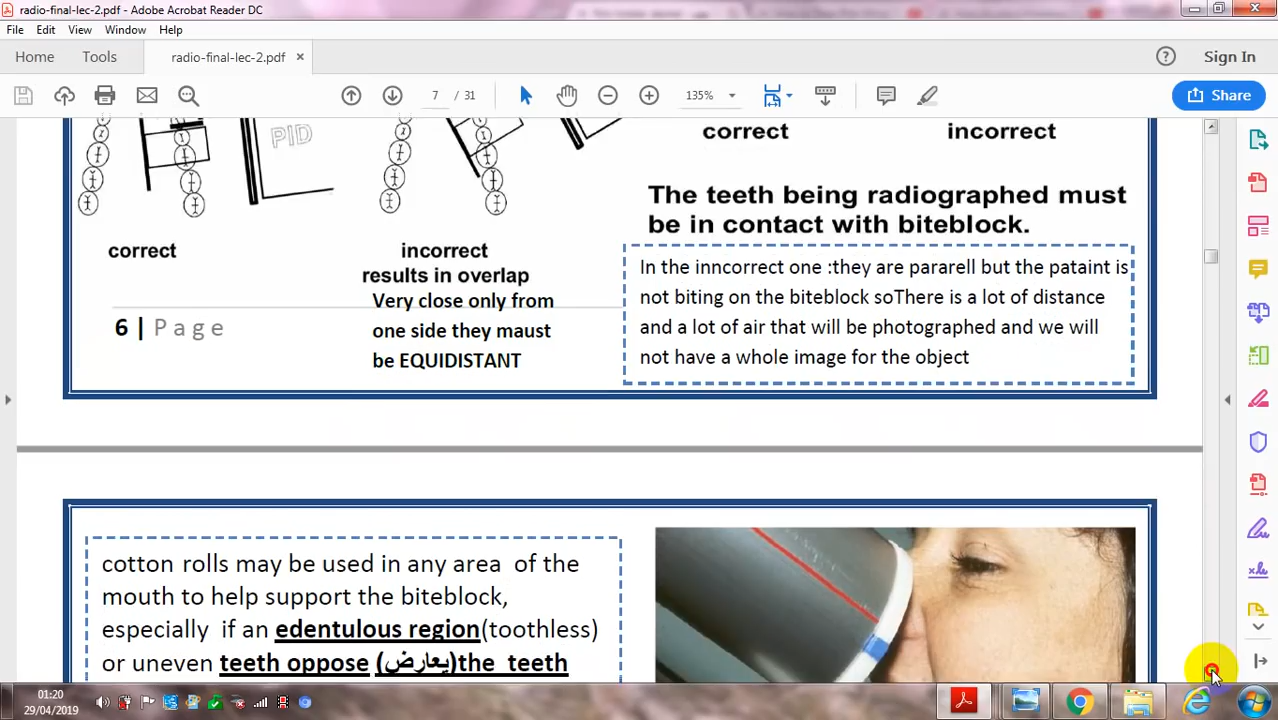 radio-final-lec-2.pdf - Adobe Acrobat Reader DC
File Edit View Window Help
Home Tools radio-final-lec-2.pdf × ? Sign In
7 / 31 135% Share
PID
correct incorrect
The teeth being radiographed must
be in contact with biteblock.
correct incorrect
results in overlap
Very close only from
one side they maust
be EQUIDISTANT
6 | P a g e
In the inncorrect one :they are pararell but the pataint is
not biting on the biteblock soThere is a lot of distance
and a lot of air that will be photographed and we will
not have a whole image for the object
cotton rolls may be used in any area of the
mouth to help support the biteblock,
especially if an edentulous region(toothless)
or uneven teeth oppose (يعارض)the teeth
01:20
29/04/2019